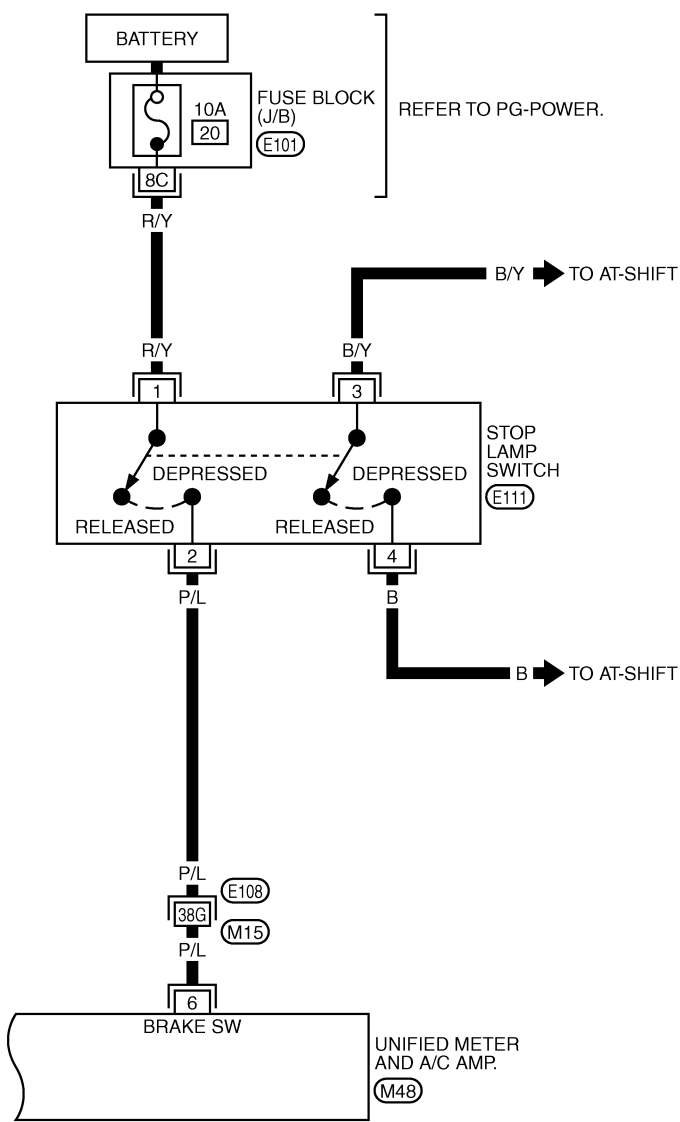 BATTERY
10A
20
FUSE BLOCK
(J/B)
E101
REFER TO PG-POWER.
8C
R/Y
B/Y
TO AT-SHIFT
R/Y
B/Y
1
3
STOP
LAMP
SWITCH
E111
DEPRESSED
DEPRESSED
RELEASED
RELEASED
2
4
P/L
B
B
TO AT-SHIFT
P/L
E108
38G
M15
P/L
6
BRAKE SW
UNIFIED METER
AND A/C AMP.
M48